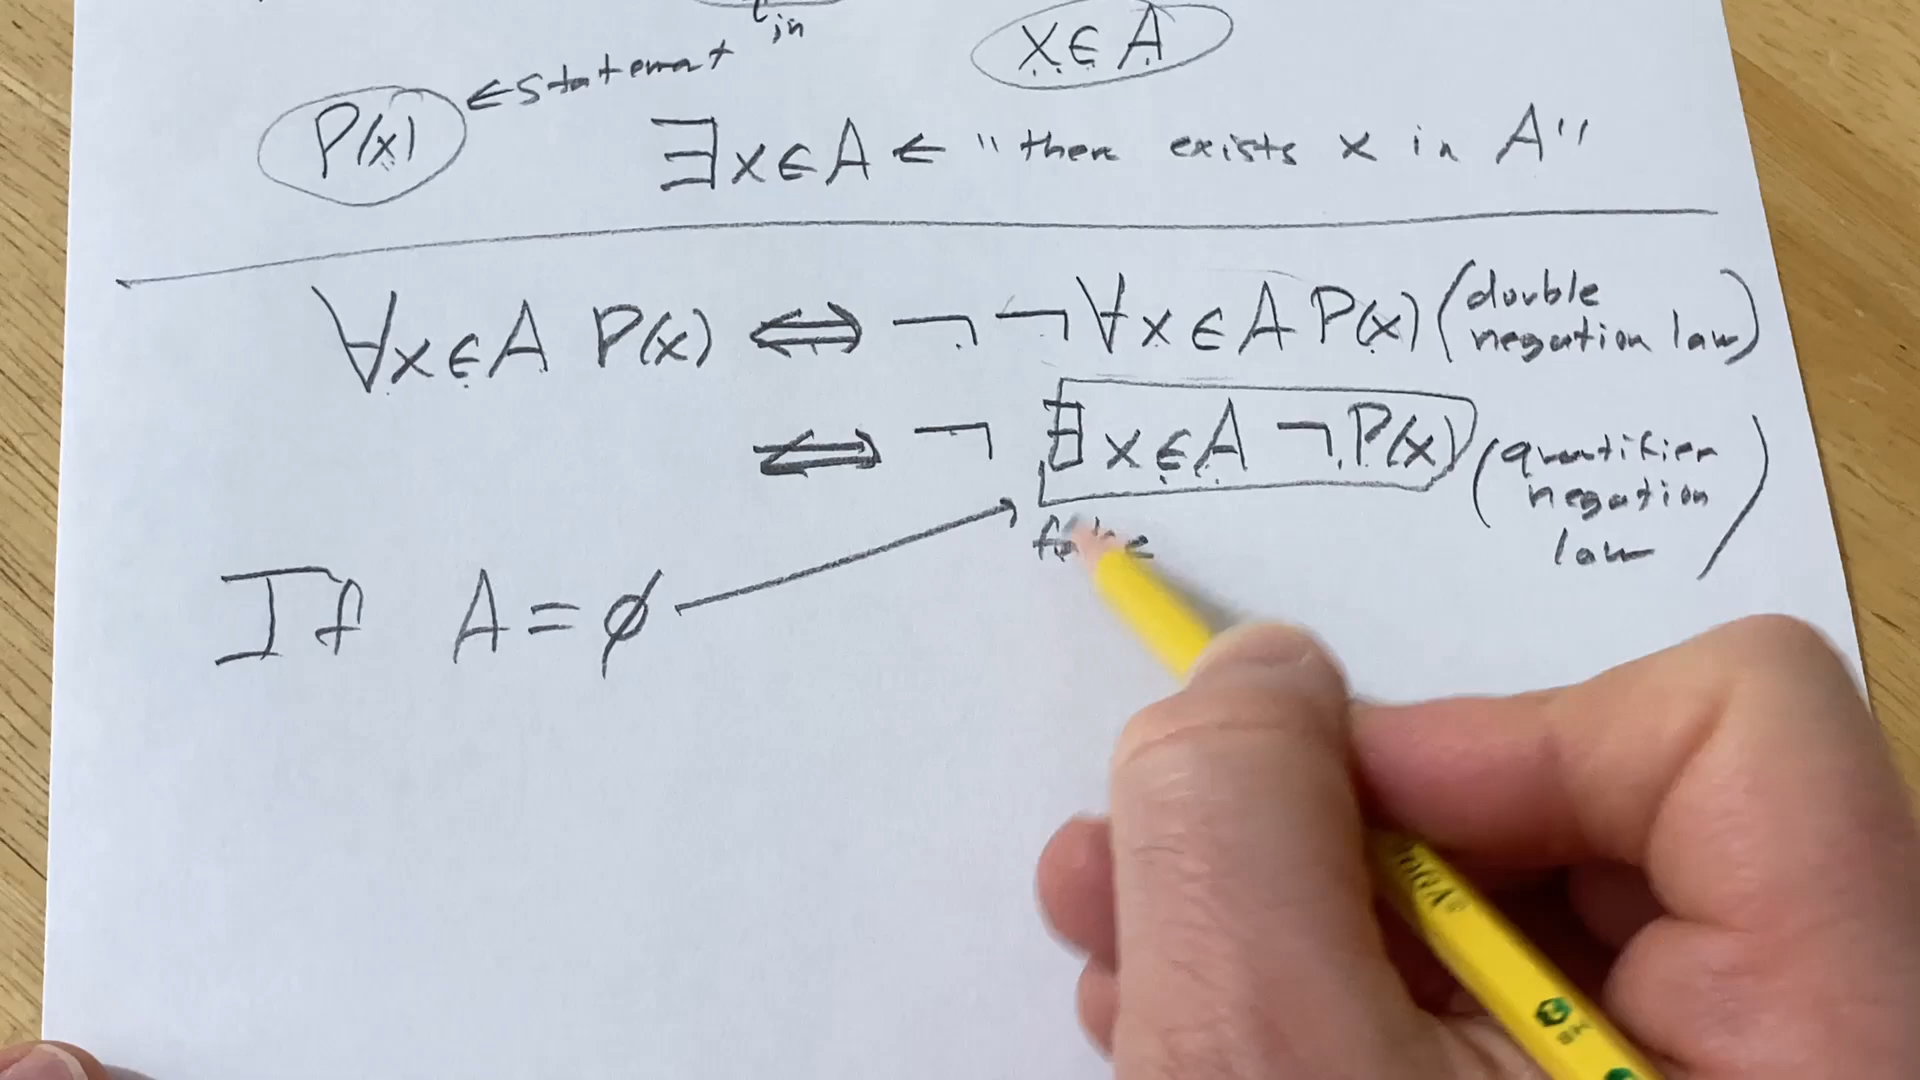 in
x∈A
P(x) ← statement
∃x∈A ← "there exists x in A"
∀x∈A P(x) ⟺ ¬¬∀x∈A P(x) (double negation law)
⟺ ¬ ∃x∈A ¬P(x) (quantifier negation law)
false
If A = ∅